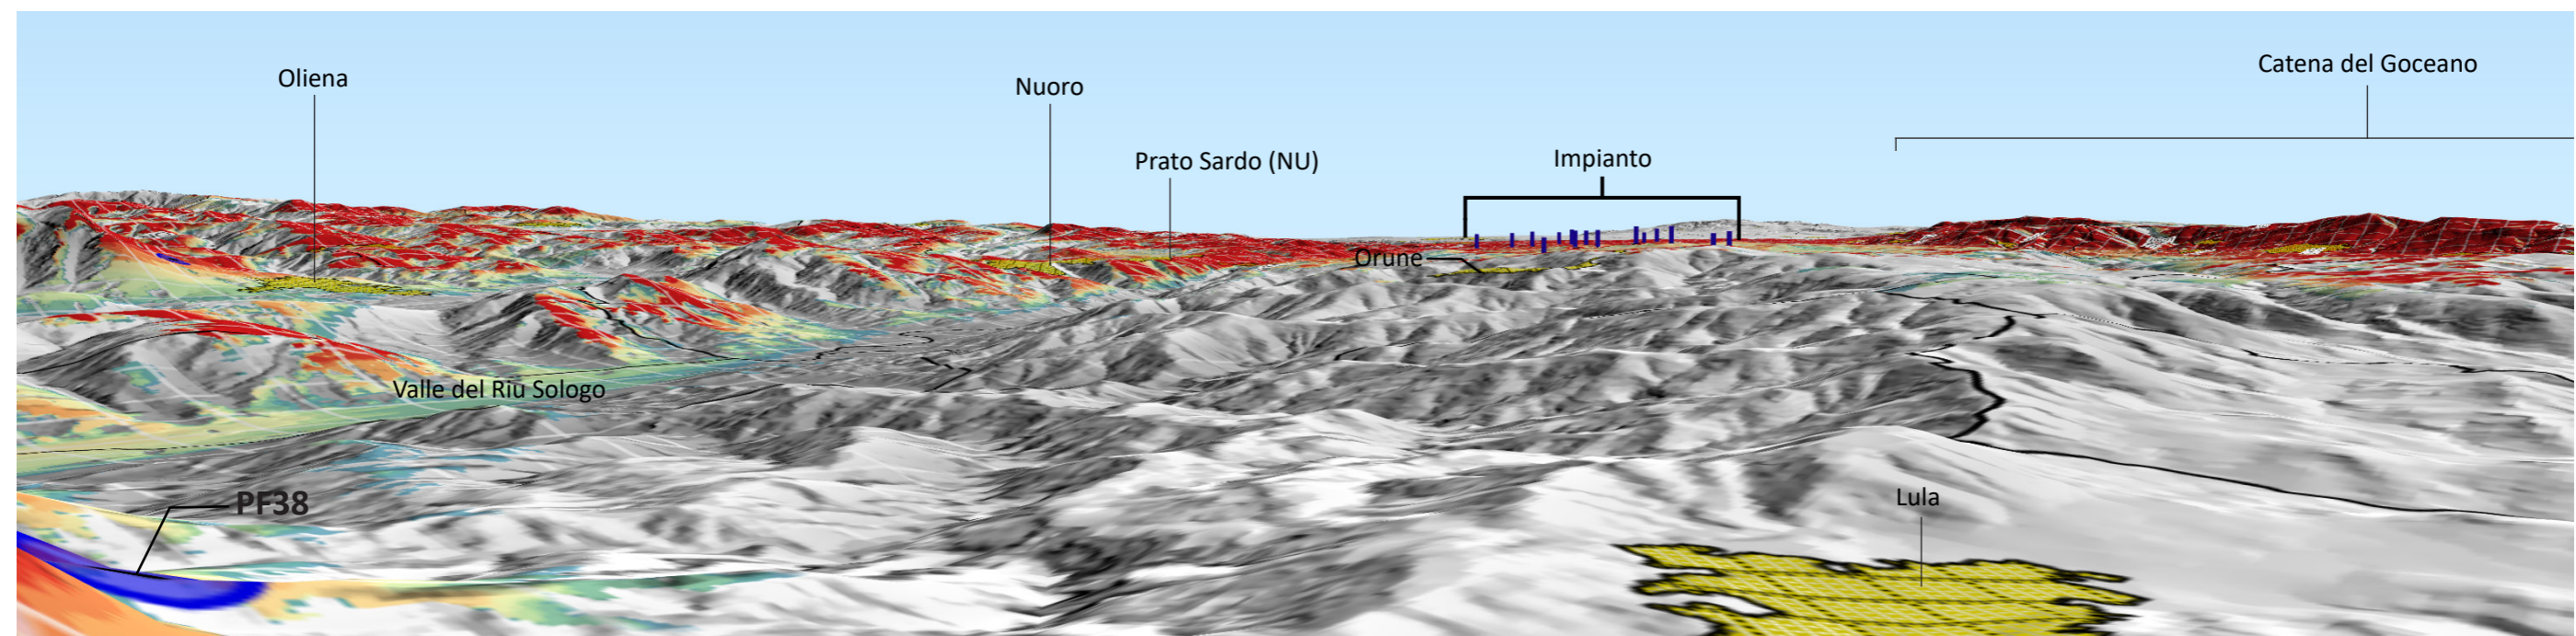 Catena del Goceano
Oliena
Nuoro
Prato Sardo (NU)
Impianto
Orune
Valle del Riu Sologo
PF38
Lula